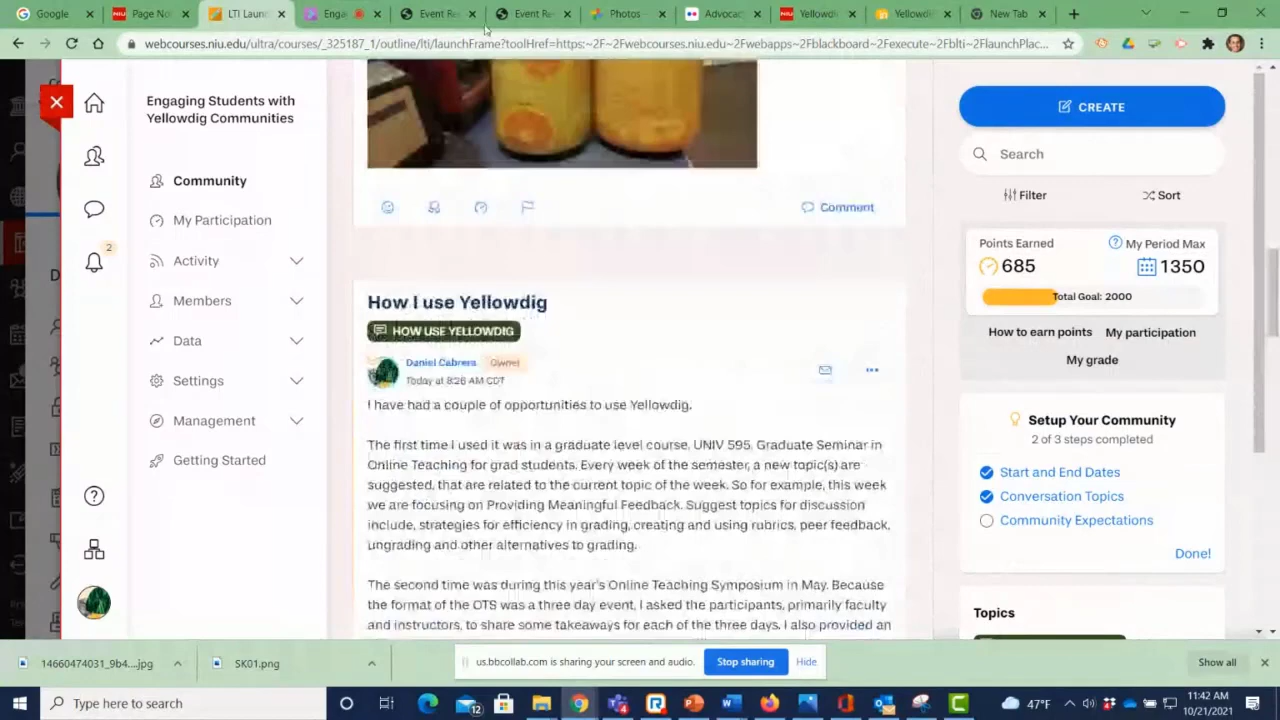 Google
Page No
LTI Laun
Enga
Event Re
Event Re
Photos -
Advocac
Yellowdi
Yellowdi
New Tab
webcourses.niu.edu/ultra/courses/_325187_1/outline/lti/launchFrame?toolHref=https:~2F~2Fwebcourses.niu.edu~2Fwebapps~2Fblackboard~2Fexecute~2Fblti~2FlaunchPlac...
Engaging Students with
Yellowdig Communities
Community
My Participation
Activity
Members
Data
Settings
Management
Getting Started
2
Comment
How I use Yellowdig
HOW USE YELLOWDIG
Daniel Cabrera Owner
Today at 8:26 AM CDT
I have had a couple of opportunities to use Yellowdig.
The first time I used it was in a graduate level course, UNIV 595, Graduate Seminar in
Online Teaching for grad students. Every week of the semester, a new topic(s) are
suggested, that are related to the current topic of the week. So for example, this week
we are focusing on Providing Meaningful Feedback. Suggest topics for discussion
include, strategies for efficiency in grading, creating and using rubrics, peer feedback,
ungrading and other alternatives to grading.
The second time was during this year's Online Teaching Symposium in May. Because
the format of the OTS was a three day event, I asked the participants, primarily faculty
and instructors, to share some takeaways for each of the three days. I also provided an
CREATE
Search
Filter
Sort
Points Earned
My Period Max
685
1350
Total Goal: 2000
How to earn points
My participation
My grade
Setup Your Community
2 of 3 steps completed
Start and End Dates
Conversation Topics
Community Expectations
Done!
Topics
14660474031_9b4....jpg
SK01.png
us.bbcollab.com is sharing your screen and audio.
Stop sharing
Hide
Show all
Type here to search
12
47°F
11:42 AM
10/21/2021